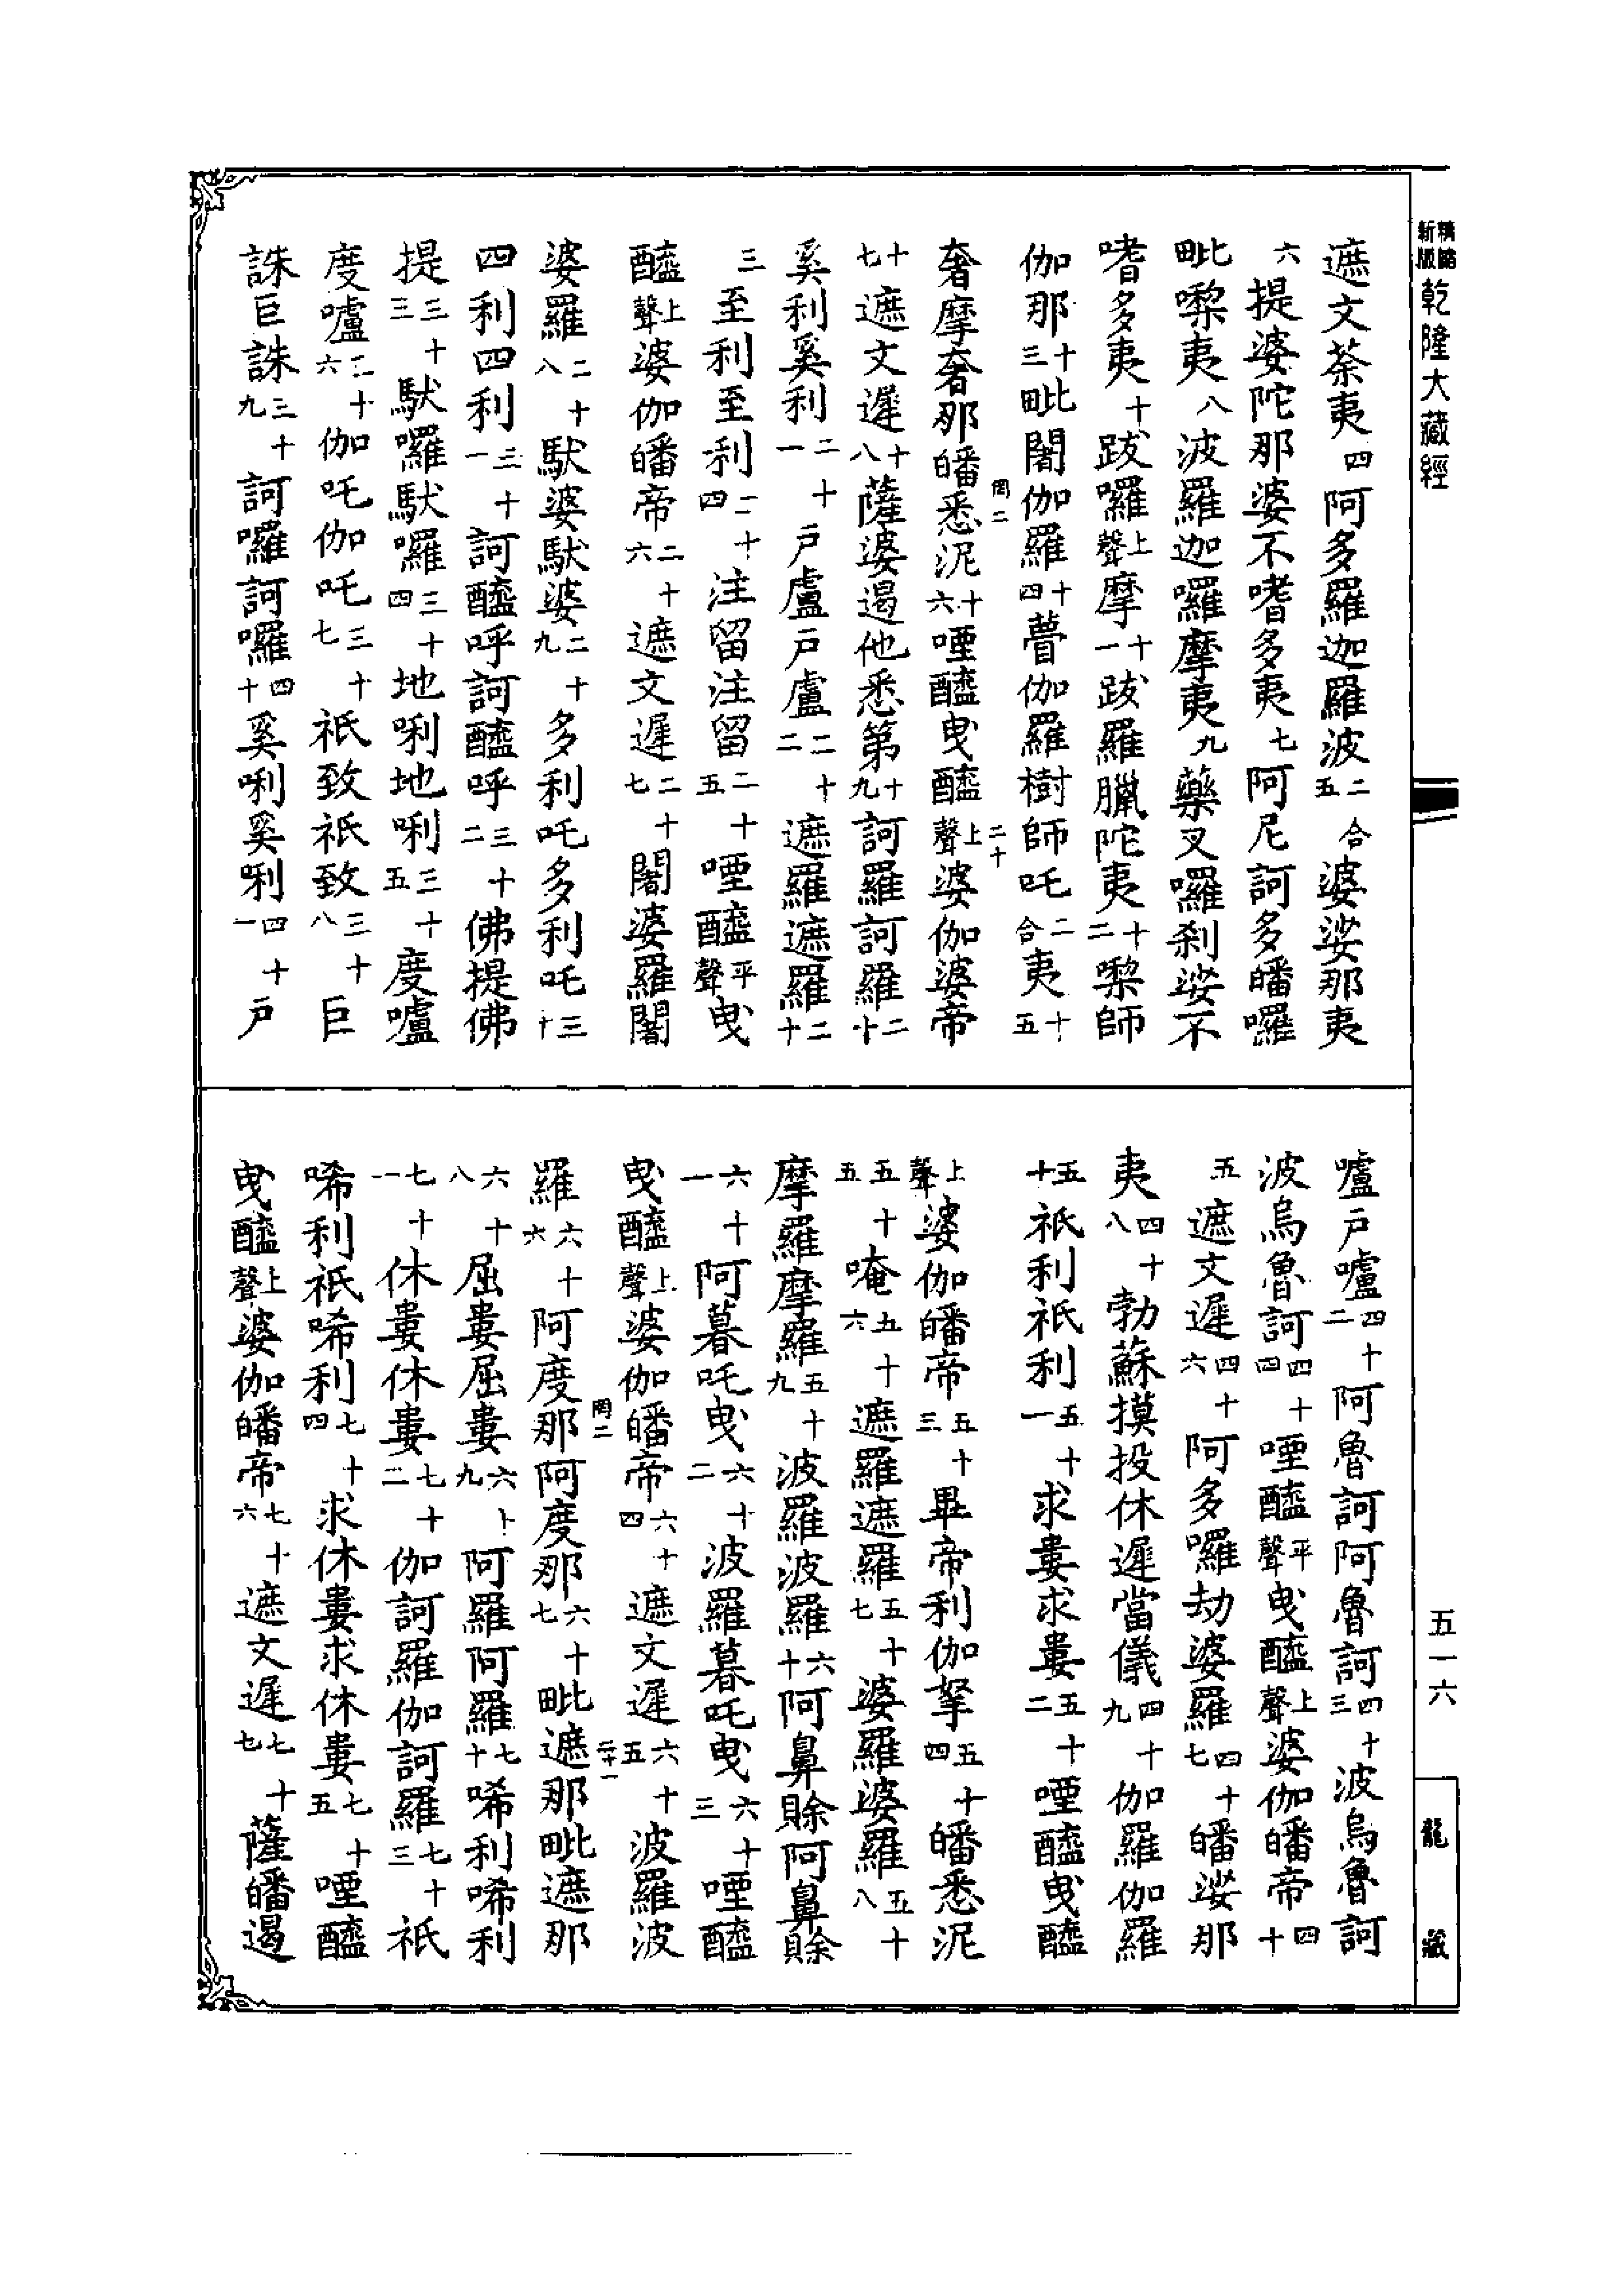 新版精縮乾隆大藏經
遮文荼夷四阿多羅迦羅波二合五婆娑那夷
六提婆陀那婆不嗜多夷七阿尼訶多皤囉
毗㗚夷八波羅迦囉摩夷九藥叉囉剎娑不
嗜多夷十跋囉上聲摩十一跋羅臘陀夷十二㗚師
伽那十三毗闍伽羅十四瞢伽羅樹師吒二合夷十五
奢摩奢那皤悉泥十六堙醯曳醯上聲婆伽婆帝
十七遮文遲十八薩婆遏他悉第十九訶羅訶羅二十
奚利奚利二十一戸盧戸盧二十二遮羅遮羅二十
三至利至利二十四注留注留二十五堙醯平聲曳
醯上聲婆伽皤帝二十六遮文遲二十七闍婆羅闍
婆羅二十八馱婆馱婆二十九多利吒多利吒三十
四利四利三十一訶醯呼訶醯呼三十二佛提佛
提三十三馱囉馱囉三十四地唎地唎三十五度嚧
度嚧三十六伽吒伽吒三十七祇致祇致三十八巨
誅巨誅三十九訶囉訶囉四十奚唎奚唎四十一戸
嚧戸嚧四十二阿魯訶阿魯訶四十三波烏魯訶
波烏魯訶四十四堙醯平聲曳醯上聲婆伽皤帝四十
五遮文遲四十六阿多囉劫婆羅四十七皤娑那
夷四十八勃蘇摸投休遲當儀四十九伽羅伽羅
五十祇利祇利五十一求婁求婁五十二堙醯曳醯
上聲婆伽皤帝五十三畢帝利伽拏五十四皤悉泥
五十五唵五十六遮羅遮羅五十七婆羅婆羅五十八
摩羅摩羅五十九波羅波羅六十阿鼻賒阿鼻賒
六十一阿暮吒曳六十二波羅暮吒曳六十三堙醯
曳醯上聲婆伽皤帝六十四遮文遲六十五波羅波
羅六十六阿度那阿度那六十七毗遮那毗遮那
六十八屈婁屈婁六十九阿羅阿羅七十唏利唏利
七十一休婁休婁七十二伽訶羅伽訶羅七十三祇
唏利祇唏利七十四求休婁求休婁七十五堙醯
曳醯上聲婆伽皤帝七十六遮文遲七十七薩皤遏
罔二
二十
罔二
二十一
五一六
龍藏